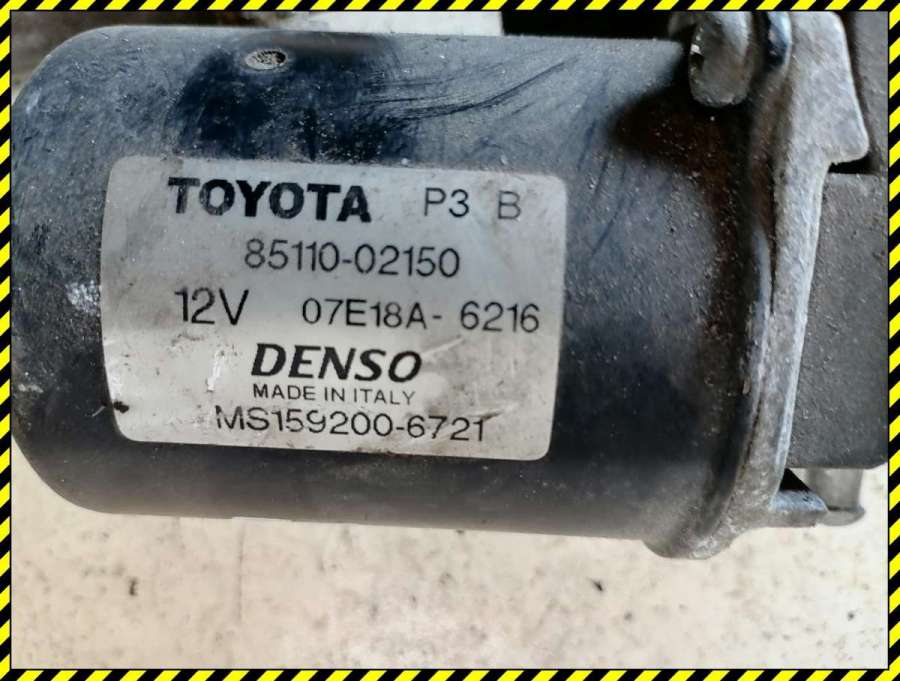 TOYOTA P3 B
85110-02150
12V 07E18A- 6216
DENSO
MADE IN ITALY
MS159200-6721